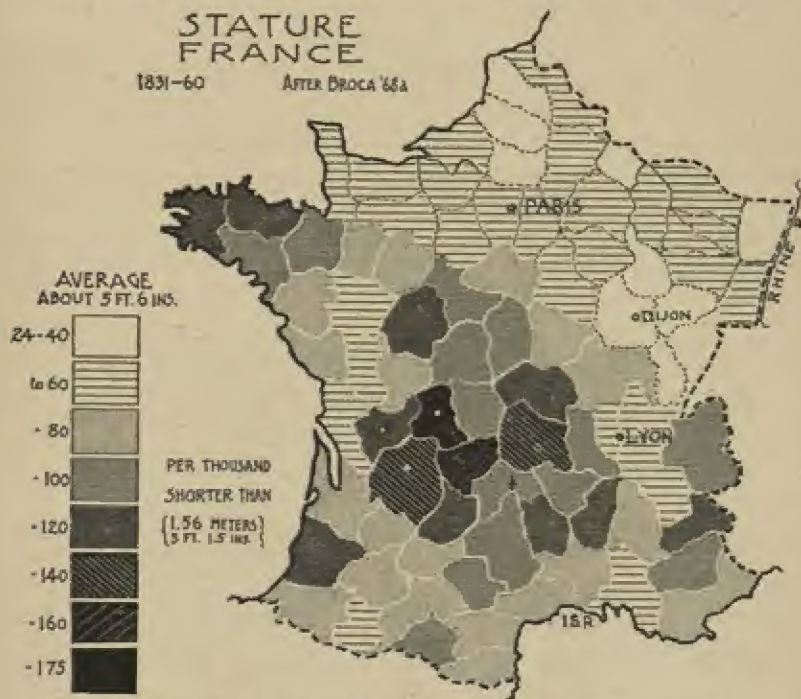 STATURE
FRANCE
1831-60 AFTER BROCA '68a
PARIS
RHINE R
AVERAGE
ABOUT 5 FT. 6 INS.
DIJON
24-40
to 60
LYON
-80
-100
PER THOUSAND
SHORTER THAN
-120
{1.56 METERS}
{5 FT. 1.5 INS.}
-140
-160
I S R
-175